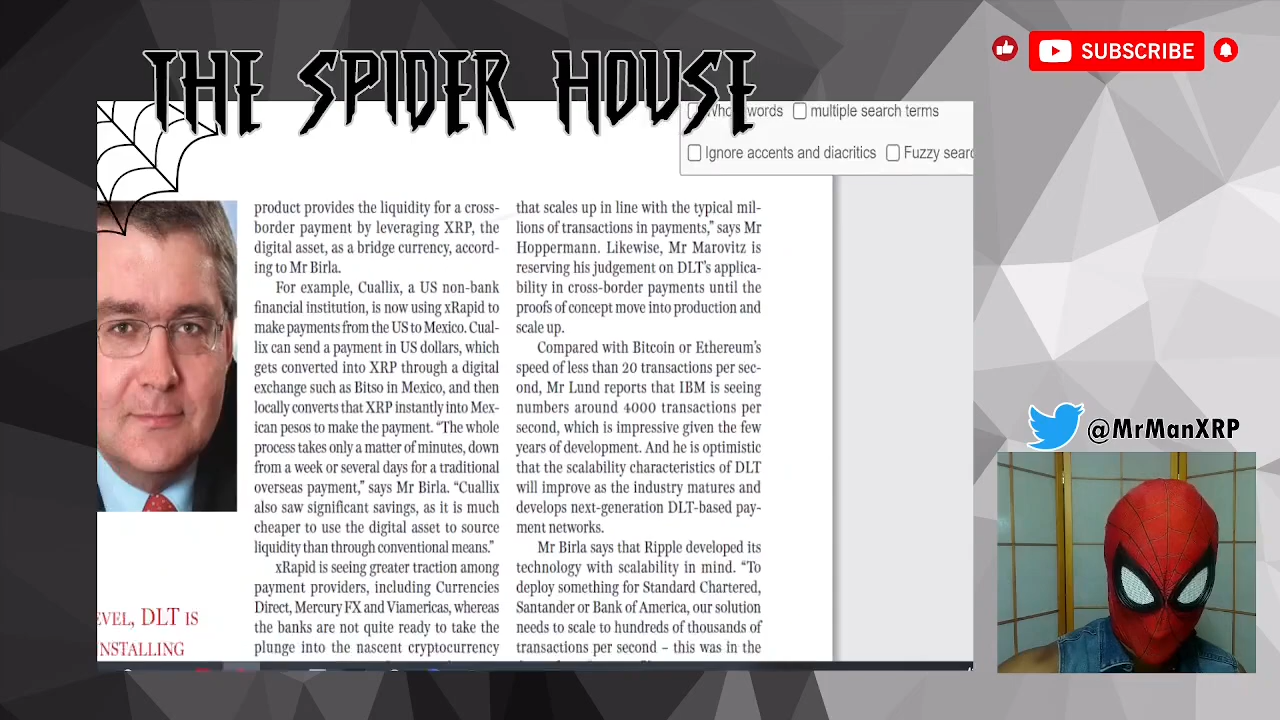 THE SPIDER HOUSE
SUBSCRIBE
words
multiple search terms
Ignore accents and diacritics
Fuzzy
product provides the liquidity for a cross-
border payment by leveraging XRP, the
digital asset, as a bridge currency, accord-
ing to Mr Birla.
For example, Cuallix, a US non-bank
financial institution, is now using xRapid to
make payments from the US to Mexico. Cual-
lix can send a payment in US dollars, which
gets converted into XRP through a digital
exchange such as Bitso in Mexico, and then
locally converts that XRP instantly into Mex-
ican pesos to make the payment. “The whole
process takes only a matter of minutes, down
from a week or several days for a traditional
overseas payment,” says Mr Birla. “Cuallix
also saw significant savings, as it is much
cheaper to use the digital asset to source
liquidity than through conventional means.”
xRapid is seeing greater traction among
payment providers, including Currencies
Direct, Mercury FX and Viamericas, whereas
the banks are not quite ready to take the
plunge into the nascent cryptocurrency
that scales up in line with the typical mil-
lions of transactions in payments,” says Mr
Hoppermann. Likewise, Mr Marovitz is
reserving his judgement on DLT’s applica-
bility in cross-border payments until the
proofs of concept move into production and
scale up.
Compared with Bitcoin or Ethereum’s
speed of less than 20 transactions per sec-
ond, Mr Lund reports that IBM is seeing
numbers around 4000 transactions per
second, which is impressive given the few
years of development. And he is optimistic
that the scalability characteristics of DLT
will improve as the industry matures and
develops next-generation DLT-based pay-
ment networks.
Mr Birla says that Ripple developed its
technology with scalability in mind. “To
deploy something for Standard Chartered,
Santander or Bank of America, our solution
needs to scale to hundreds of thousands of
transactions per second – this was in the
EVEL, DLT IS
NSTALLING
@MrManXRP